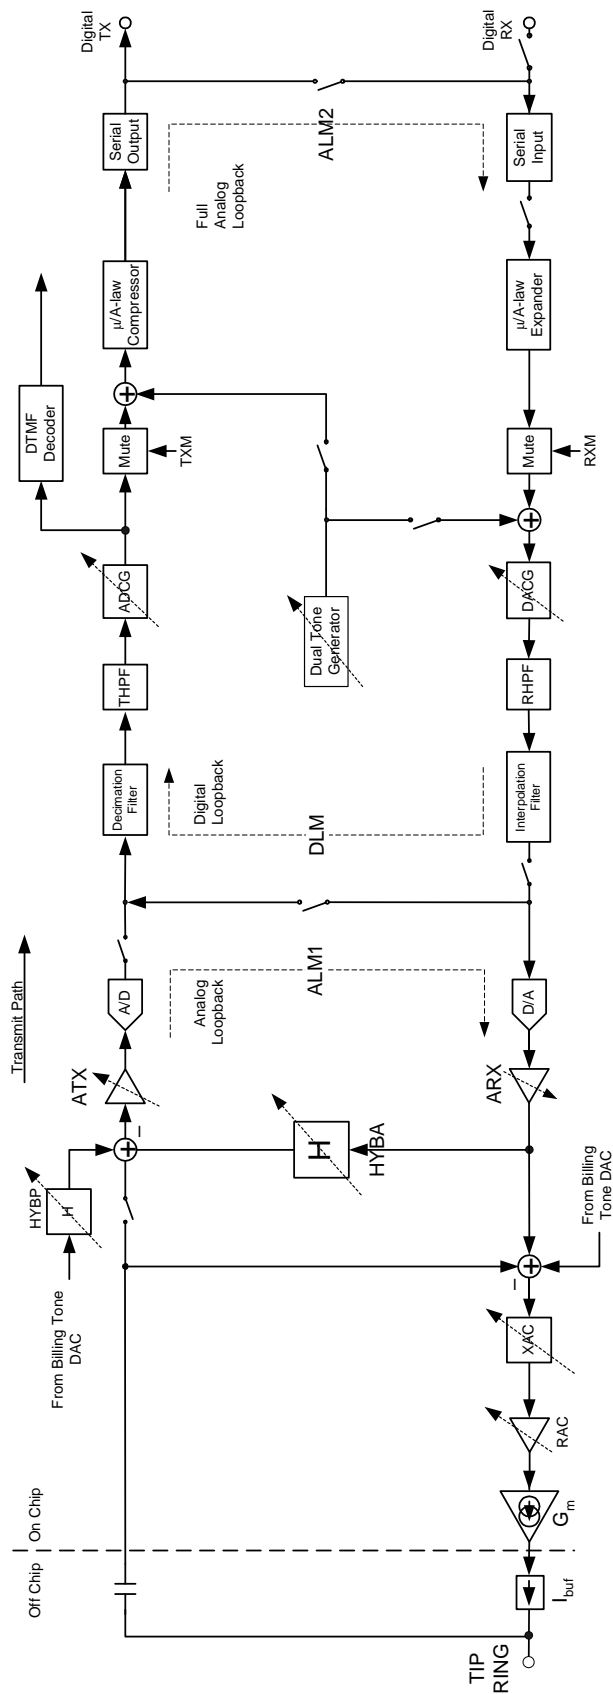 TIP
RING
Off Chip
On Chip
I buf
G m
RAC
XAC
From Billing Tone
DAC
HYBP
H
From Billing
Tone DAC
–
–
+
+
H
HYBA
Transmit Path
ATX
ARX
A/D
D/A
Analog
Loopback
ALM1
Decimation
Filter
Interpolation
Filter
Digital
Loopback
DLM
THPF
RHPF
ADCG
DACG
Dual Tone
Generator
+
DTMF
Decoder
Mute
TXM
Mute
RXM
+
µ/A-law
Compressor
µ/A-law
Expander
Full
Analog
Loopback
ALM2
Serial
Output
Serial
Input
Digital
TX
Digital
RX